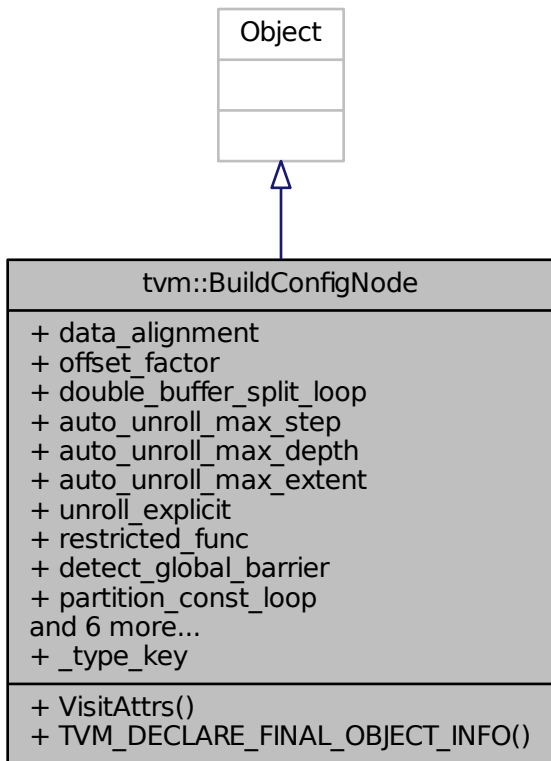 Object
tvm::BuildConfigNode
+ data_alignment
+ offset_factor
+ double_buffer_split_loop
+ auto_unroll_max_step
+ auto_unroll_max_depth
+ auto_unroll_max_extent
+ unroll_explicit
+ restricted_func
+ detect_global_barrier
+ partition_const_loop
and 6 more...
+ _type_key
+ VisitAttrs()
+ TVM_DECLARE_FINAL_OBJECT_INFO()